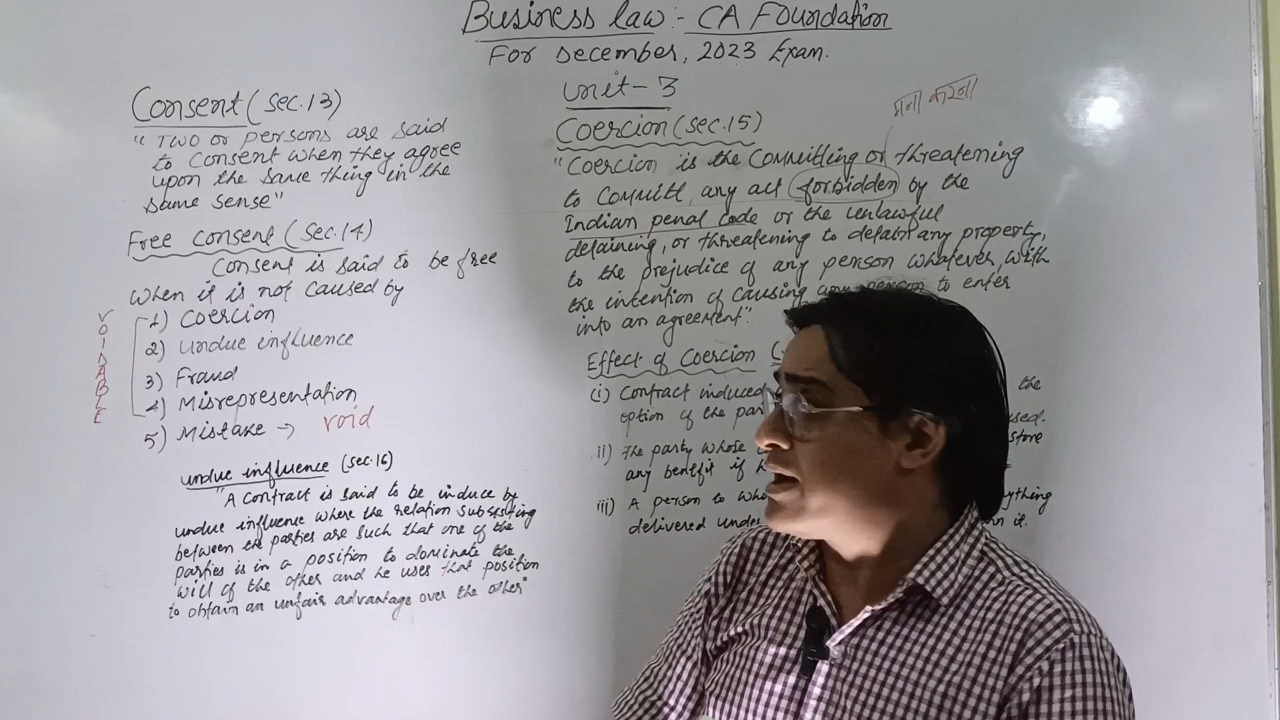 Business law :- CA Foundation
For December, 2023 Exam.
unit - 3
Consent (sec.13)
"Two or persons are said
to consent when they agree
upon the same thing in the
same sense"
Free consent (sec.14)
Consent is said to be free
when it is not caused by
1) Coercion
2) undue influence
3) Fraud
4) Misrepresentation
VOIDABLE
5) Mistake → void
undue influence (sec.16)
"A contract is said to be induce by
undue influence where the relation subsisting
between the parties are such that one of the
parties is in a position to dominate the
will of the other and he uses that position
to obtain an unfair advantage over the other"
मना करना
Coercion (sec.15)
"Coercion is the committing or threatening
to committ, any act forbidden by the
Indian penal code or the unlawful
detaining, or threatening to detain any property,
to the prejudice of any person whatever, with
the intention of causing any person to enter
into an agreement".
Effect of Coercion
(i) Contract induced the
option of the
ii) The party whose
any benefit if
iii) A person to
delivered under it.